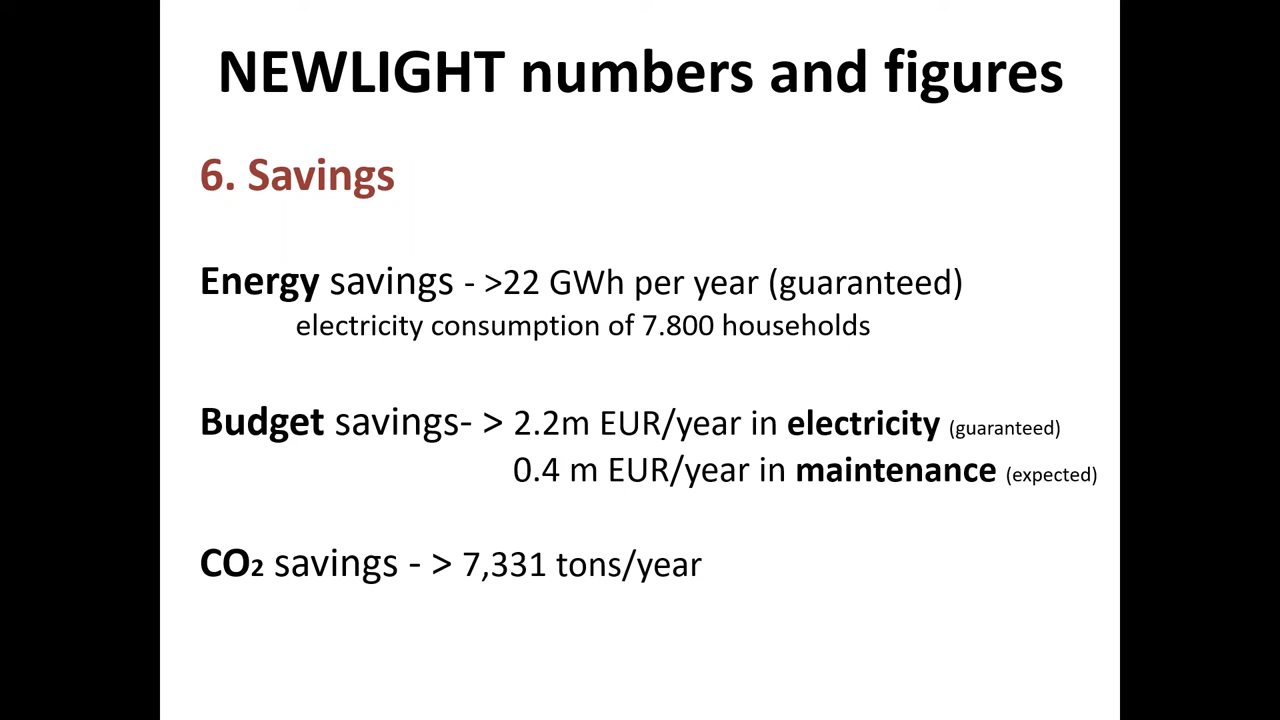 NEWLIGHT numbers and figures
6. Savings
Energy savings - >22 GWh per year (guaranteed)
electricity consumption of 7.800 households
Budget savings- > 2.2m EUR/year in electricity (guaranteed)
0.4 m EUR/year in maintenance (expected)
CO₂ savings - > 7,331 tons/year